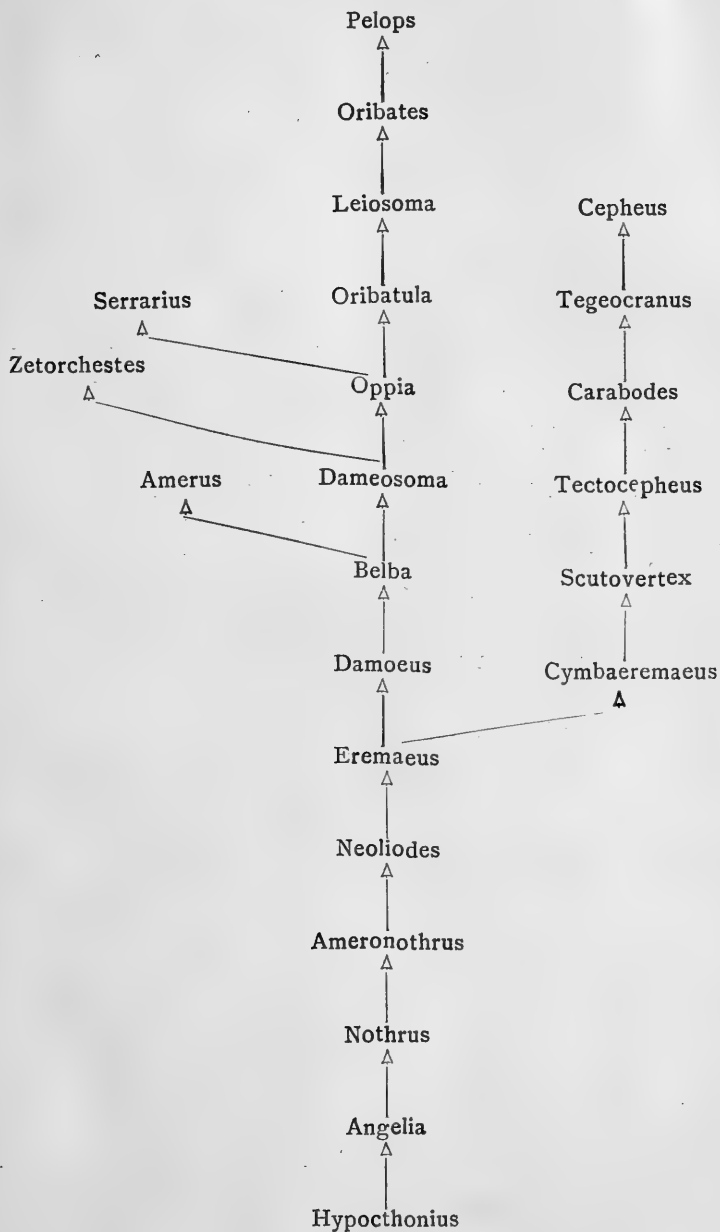 Pelops
Oribates
Leiosoma
Cepheus
Serrarius
Oribatula
Tegeocranus
Zetorchestes
Oppia
Carabodes
Amerus
Dameosoma
Tectocepheus
Belba
Scutovertex
Damoeus
Cymbaeremaeus
Eremaeus
Neoliodes
Ameronothrus
Nothrus
Angelia
Hypocthonius